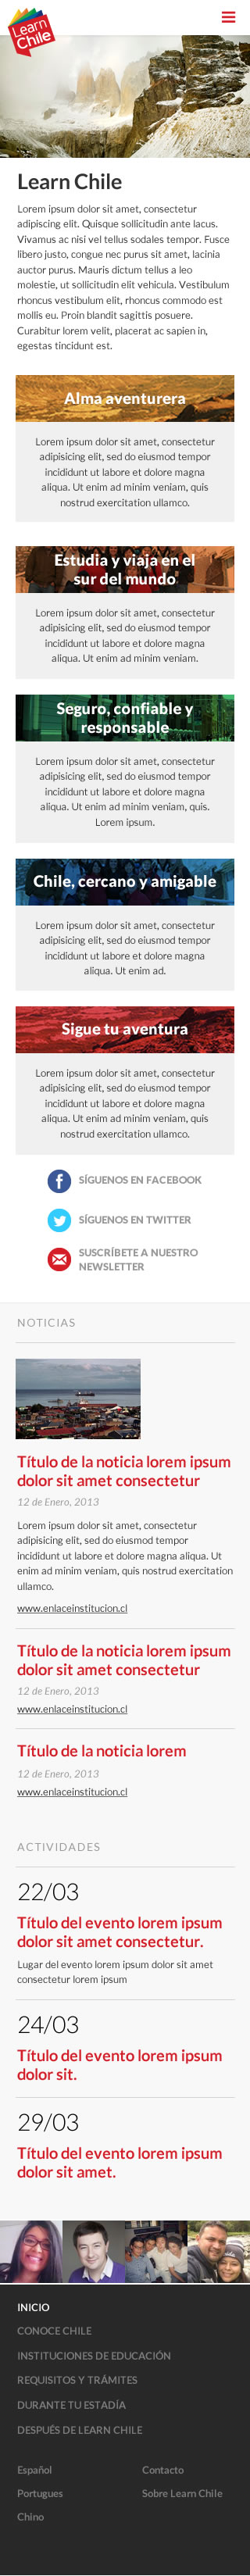 Learn
Chile
Learn Chile
Lorem ipsum dolor sit amet, consectetur
adipiscing elit. Quisque sollicitudin ante lacus.
Vivamus ac nisi vel tellus sodales tempor. Fusce
libero justo, congue nec purus sit amet, lacinia
auctor purus. Mauris dictum tellus a leo
molestie, ut sollicitudin elit vehicula. Vestibulum
rhoncus vestibulum elit, rhoncus commodo est
mollis eu. Proin blandit sagittis posuere.
Curabitur lorem velit, placerat ac sapien in,
egestas tincidunt est.
Alma aventurera
Lorem ipsum dolor sit amet, consectetur
adipisicing elit, sed do eiusmod tempor
incididunt ut labore et dolore magna
aliqua. Ut enim ad minim veniam, quis
nostrud exercitation ullamco.
Estudia y viaja en el
sur del mundo
Lorem ipsum dolor sit amet, consectetur
adipisicing elit, sed do eiusmod tempor
incididunt ut labore et dolore magna
aliqua. Ut enim ad minim veniam.
Seguro, confiable y
responsable
Lorem ipsum dolor sit amet, consectetur
adipisicing elit, sed do eiusmod tempor
incididunt ut labore et dolore magna
aliqua. Ut enim ad minim veniam, quis.
Lorem ipsum.
Chile, cercano y amigable
Lorem ipsum dolor sit amet, consectetur
adipisicing elit, sed do eiusmod tempor
incididunt ut labore et dolore magna
aliqua. Ut enim ad.
Sigue tu aventura
Lorem ipsum dolor sit amet, consectetur
adipisicing elit, sed do eiusmod tempor
incididunt ut labore et dolore magna
aliqua. Ut enim ad minim veniam, quis
nostrud exercitation ullamco.
SÍGUENOS EN FACEBOOK
SÍGUENOS EN TWITTER
SUSCRÍBETE A NUESTRO
NEWSLETTER
NOTICIAS
Título de la noticia lorem ipsum
dolor sit amet consectetur
12 de Enero, 2013
Lorem ipsum dolor sit amet, consectetur
adipisicing elit, sed do eiusmod tempor
incididunt ut labore et dolore magna aliqua. Ut
enim ad minim veniam, quis nostrud exercitation
ullamco.
www.enlaceinstitucion.cl
Título de la noticia lorem ipsum
dolor sit amet consectetur
12 de Enero, 2013
www.enlaceinstitucion.cl
Título de la noticia lorem
12 de Enero, 2013
www.enlaceinstitucion.cl
ACTIVIDADES
22/03
Título del evento lorem ipsum
dolor sit amet consectetur.
Lugar del evento lorem ipsum dolor sit amet
consectetur lorem ipsum
24/03
Título del evento lorem ipsum
dolor sit.
29/03
Título del evento lorem ipsum
dolor sit amet.
INICIO
CONOCE CHILE
INSTITUCIONES DE EDUCACIÓN
REQUISITOS Y TRÁMITES
DURANTE TU ESTADÍA
DESPUÉS DE LEARN CHILE
Español
Contacto
Portugues
Sobre Learn Chile
Chino